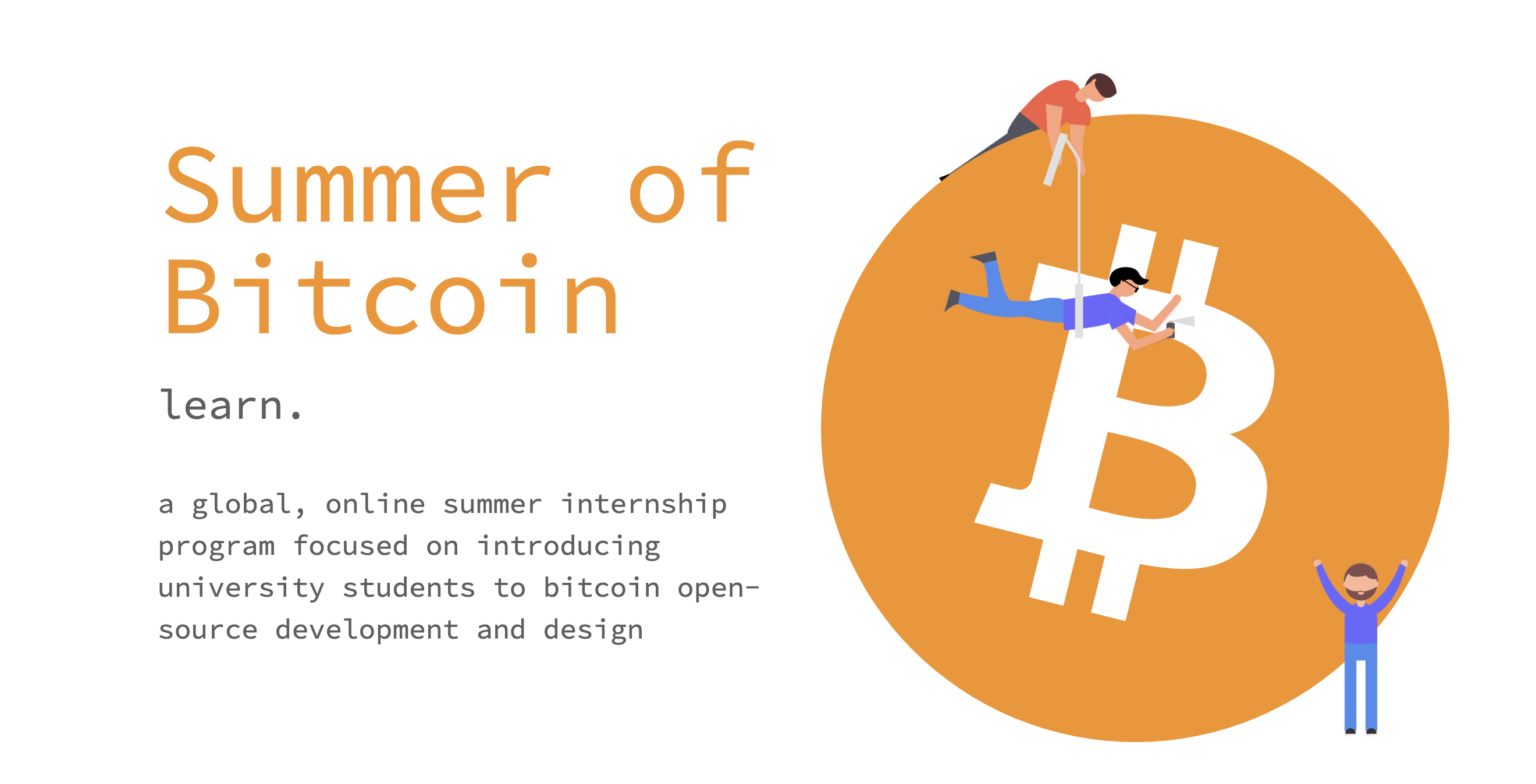 Summer of
Bitcoin
learn.
a global, online summer internship
program focused on introducing
university students to bitcoin open-
source development and design